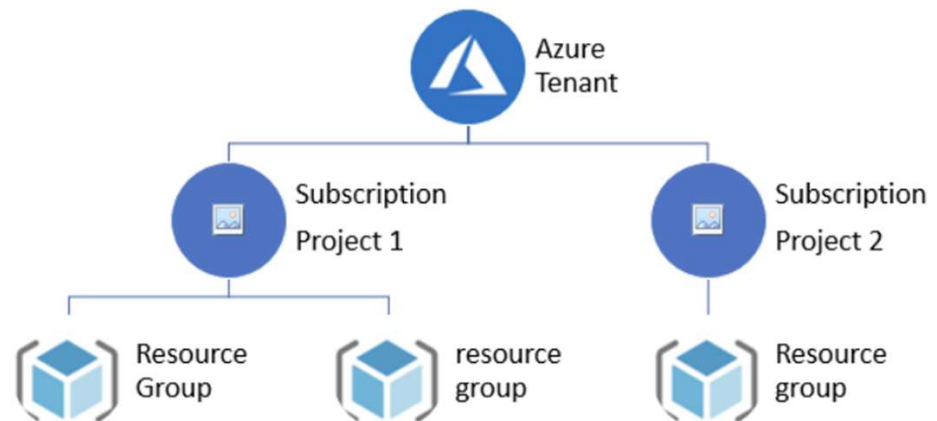 Azure
Tenant
Subscription
Project 1
Subscription
Project 2
Resource
Group
resource
group
Resource
group